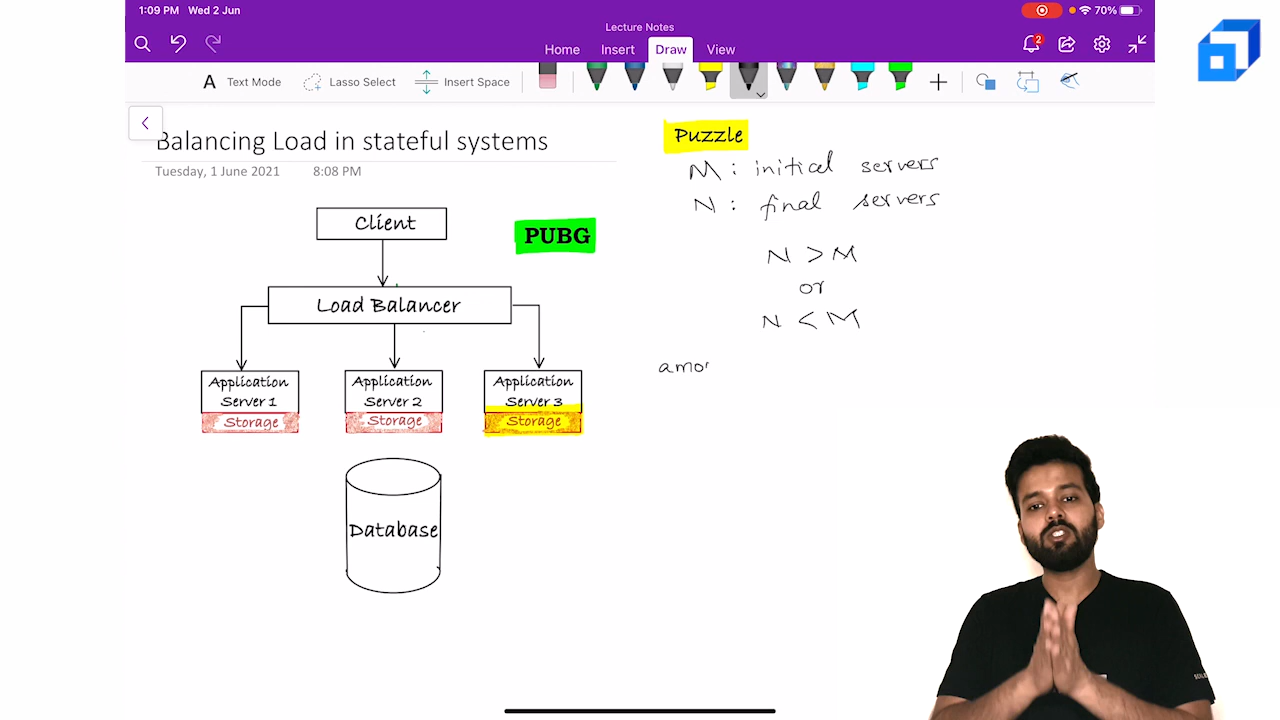 1:09 PM Wed 2 Jun
70%
Lecture Notes
Home Insert Draw View
2
A Text Mode Lasso Select Insert Space
Balancing Load in stateful systems
Tuesday, 1 June 2021 8:08 PM
Client
PUBG
Load Balancer
Application
Server 1
Storage
Application
Server 2
Storage
Application
Server 3
Storage
Database
Puzzle
M : initial servers
N : final servers
N > M
or
N < M
amor